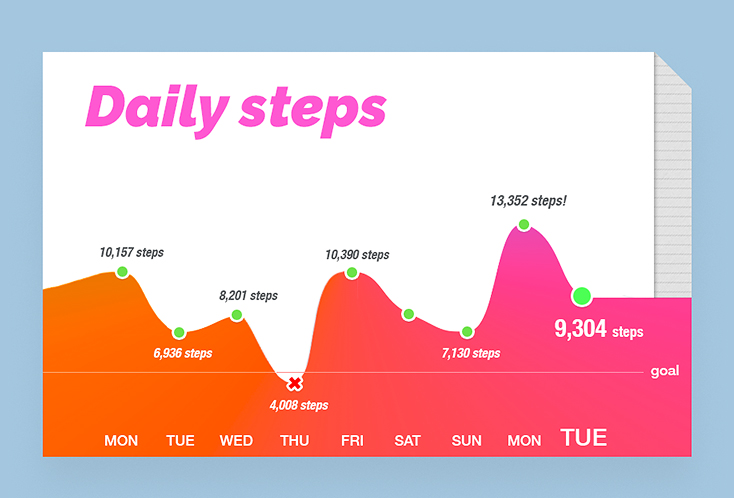 Daily steps
13,352 steps!
10,157 steps
10,390 steps
8,201 steps
9,304 steps
6,936 steps
7,130 steps
goal
4,008 steps
MON TUE WED THU FRI SAT SUN MON TUE